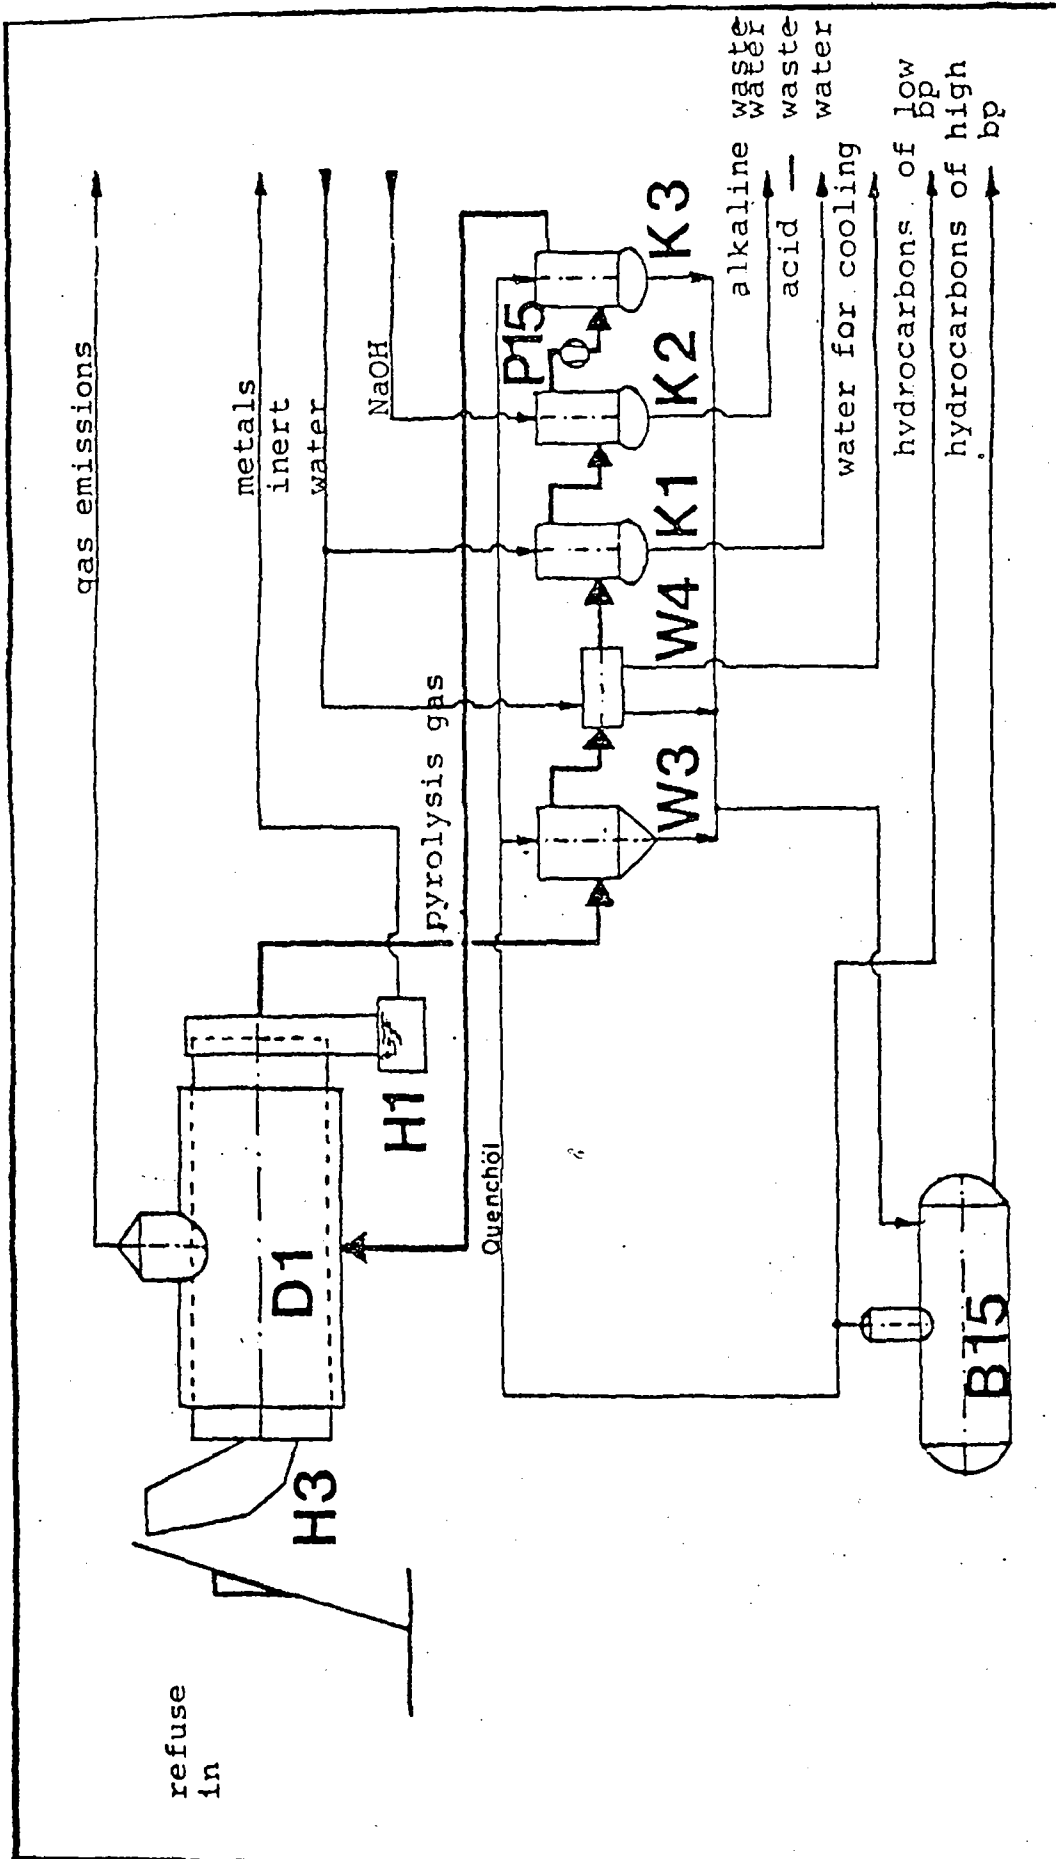 gas emissions
metals
inert
water
NaOH
pyrolysis gas
P15
K3
K2
K1
W4
W3
alkaline waste
water
acid — waste
water
water for cooling
hydrocarbons of low
bp
hydrocarbons of high
bp
H1
D1
Quenchöl
H3
B15
refuse
in